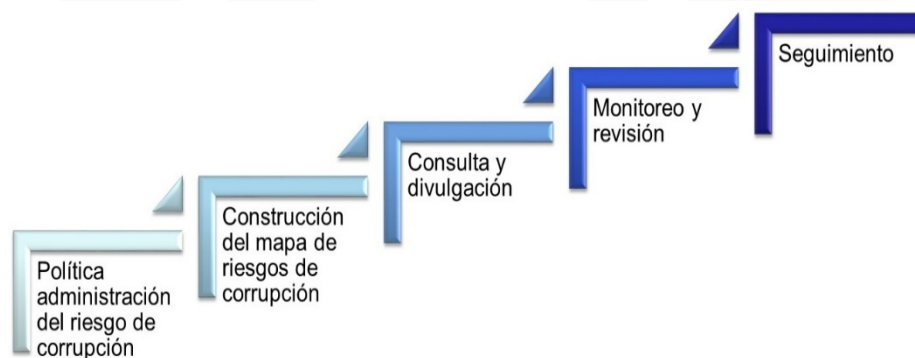 Política
administración
del riesgo de
corrupción
Construcción
del mapa de
riesgos de
corrupción
Consulta y
divulgación
Monitoreo y
revisión
Seguimiento